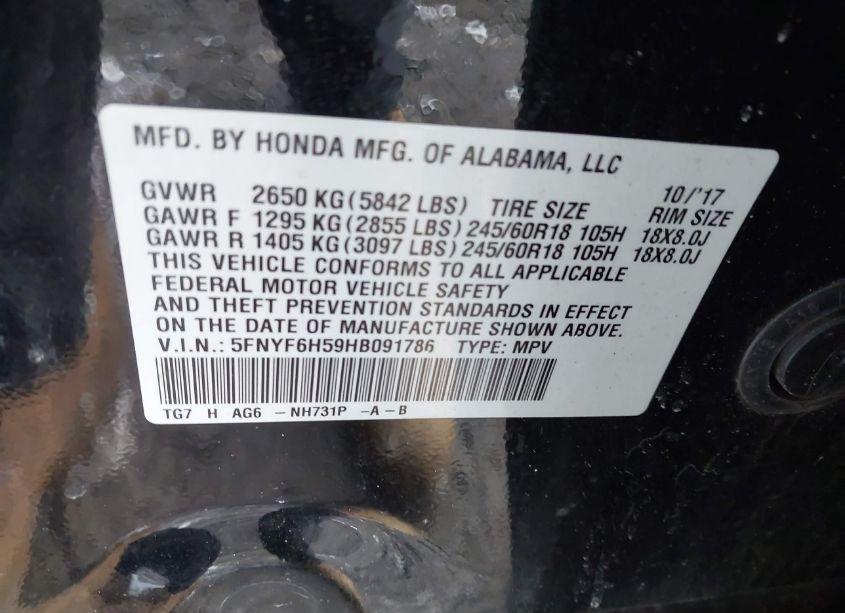 MFD. BY HONDA MFG. OF ALABAMA, LLC
10/'17
GVWR 2650 KG(5842 LBS) TIRE SIZE RIM SIZE
GAWR F 1295 KG(2855 LBS) 245/60R18 105H 18X8.0J
GAWR R 1405 KG(3097 LBS) 245/60R18 105H 18X8.0J
THIS VEHICLE CONFORMS TO ALL APPLICABLE
FEDERAL MOTOR VEHICLE SAFETY
AND THEFT PREVENTION STANDARDS IN EFFECT
ON THE DATE OF MANUFACTURE SHOWN ABOVE.
V.I.N.: 5FNYF6H59HB091786 TYPE: MPV
TG7 H AG6 -NH731P -A-B